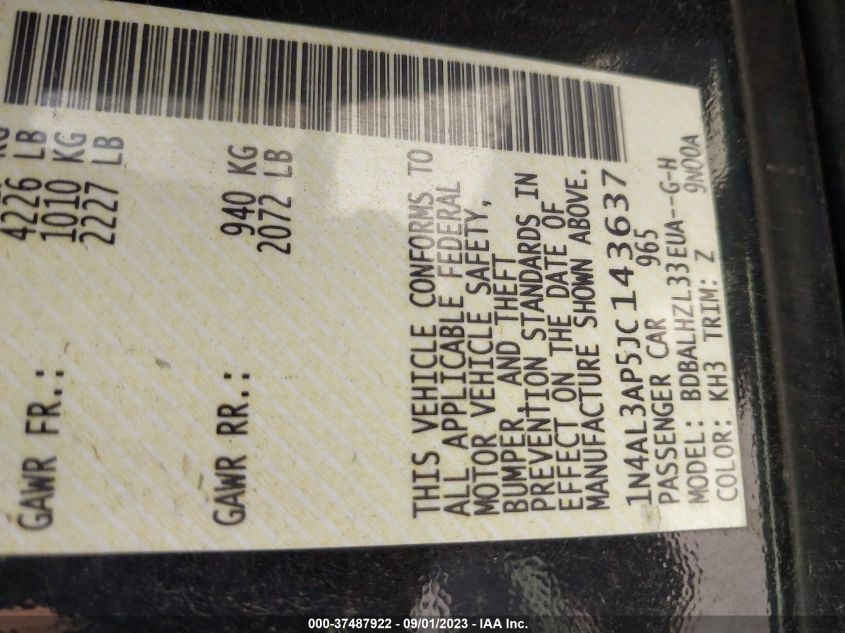 4226 LB
GAWR FR.: 1010 KG
2227 LB
GAWR RR.: 940 KG
2072 LB
THIS VEHICLE CONFORMS TO
ALL APPLICABLE FEDERAL
MOTOR VEHICLE SAFETY,
BUMPER, AND THEFT
PREVENTION STANDARDS IN
EFFECT ON THE DATE OF
MANUFACTURE SHOWN ABOVE.
1N4AL3AP5JC143637
PASSENGER CAR 965
MODEL: BDBALHZL33EUA--G-H
COLOR: KH3 TRIM: Z 9N00A
000-37487922 - 09/01/2023 - IAA Inc.